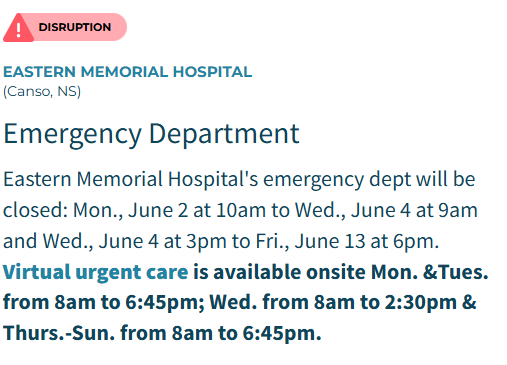 DISRUPTION
EASTERN MEMORIAL HOSPITAL
(Canso, NS)
Emergency Department
Eastern Memorial Hospital's emergency dept will be
closed: Mon., June 2 at 10am to Wed., June 4 at 9am
and Wed., June 4 at 3pm to Fri., June 13 at 6pm.
Virtual urgent care is available onsite Mon. &Tues.
from 8am to 6:45pm; Wed. from 8am to 2:30pm &
Thurs.-Sun. from 8am to 6:45pm.